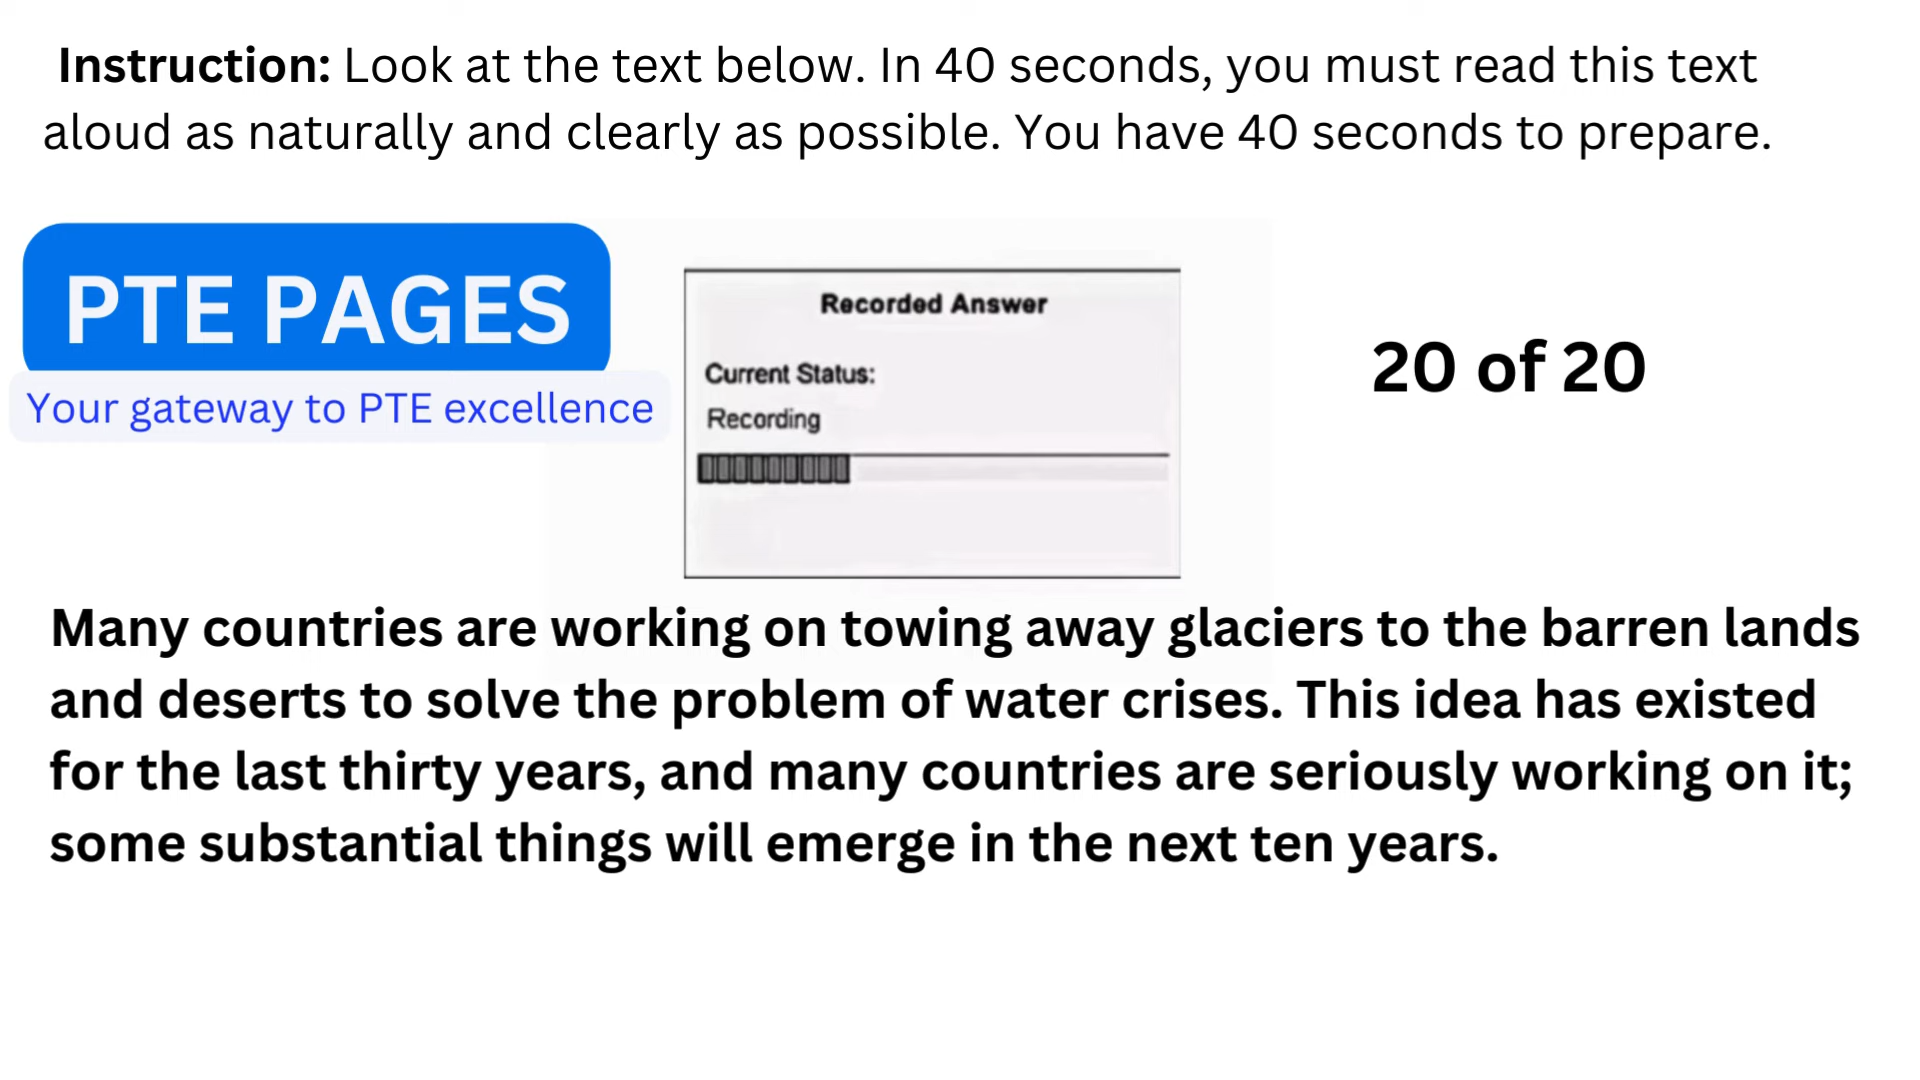 Instruction: Look at the text below. In 40 seconds, you must read this text
aloud as naturally and clearly as possible. You have 40 seconds to prepare.
PTE PAGES
Your gateway to PTE excellence
Recorded Answer
Current Status:
Recording
20 of 20
Many countries are working on towing away glaciers to the barren lands
and deserts to solve the problem of water crises. This idea has existed
for the last thirty years, and many countries are seriously working on it;
some substantial things will emerge in the next ten years.